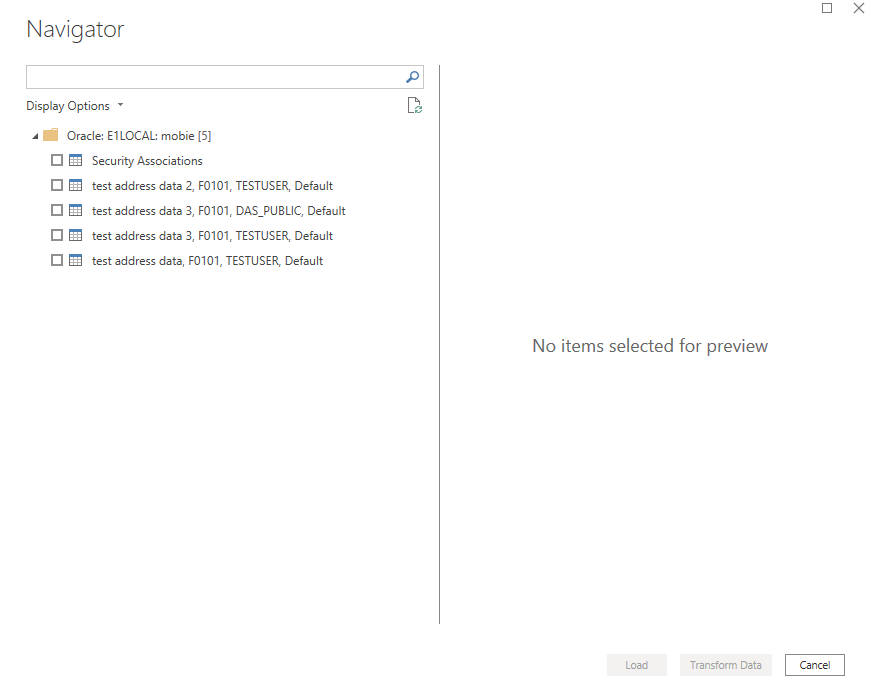 Navigator
Display Options
Oracle: E1LOCAL: mobie [5]
Security Associations
test address data 2, F0101, TESTUSER, Default
test address data 3, F0101, DAS_PUBLIC, Default
test address data 3, F0101, TESTUSER, Default
test address data, F0101, TESTUSER, Default
No items selected for preview
Load
Transform Data
Cancel